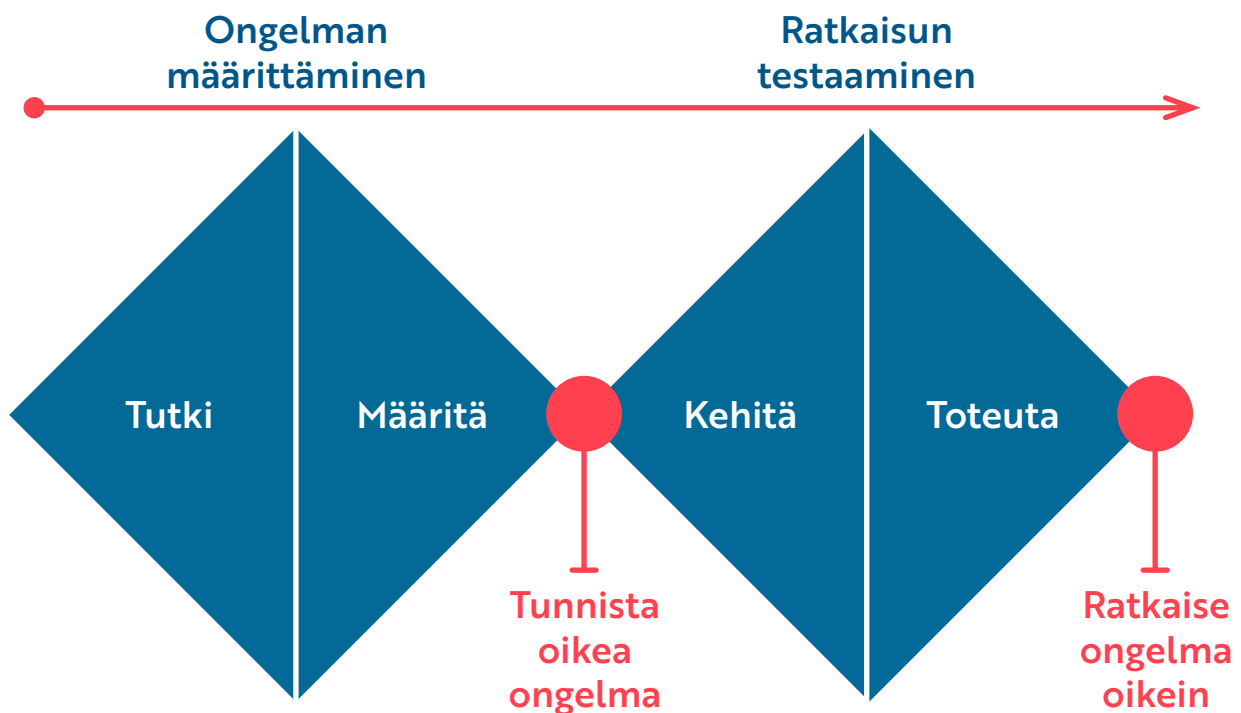 Ongelman
määrittäminen
Ratkaisun
testaaminen
Tutki
Määritä
Kehitä
Toteuta
Tunnista
oikea
ongelma
Ratkaise
ongelma
oikein